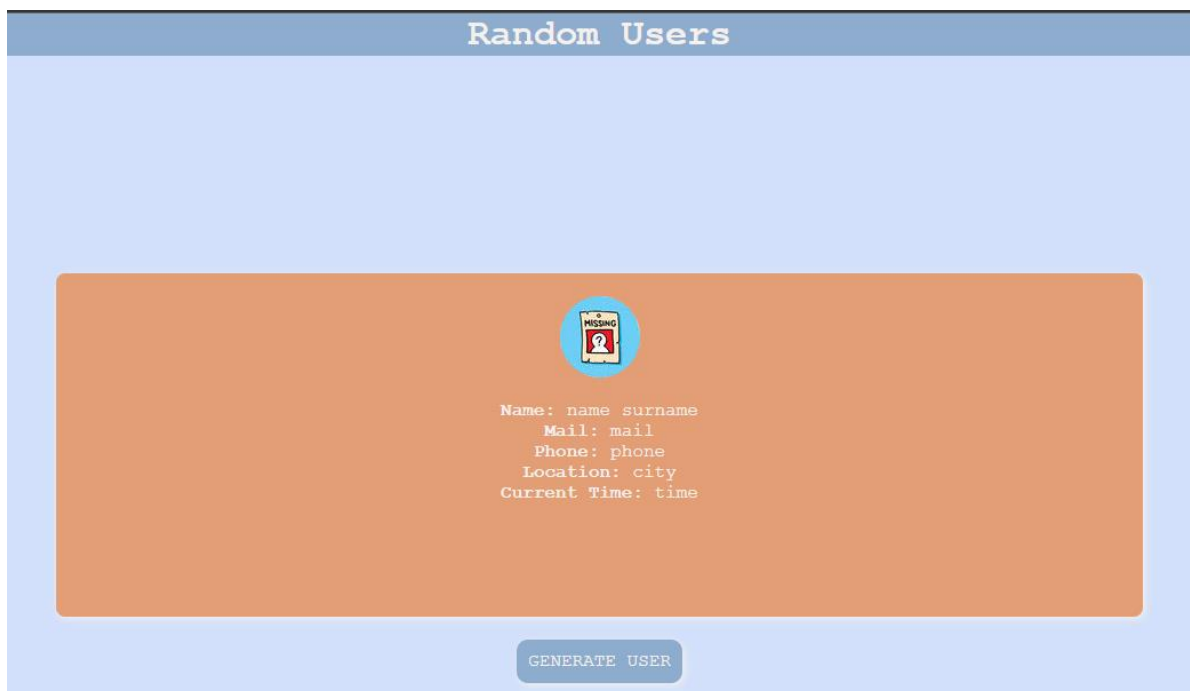 Random Users
MISSING
?
Name: name surname
Mail: mail
Phone: phone
Location: city
Current Time: time
GENERATE USER